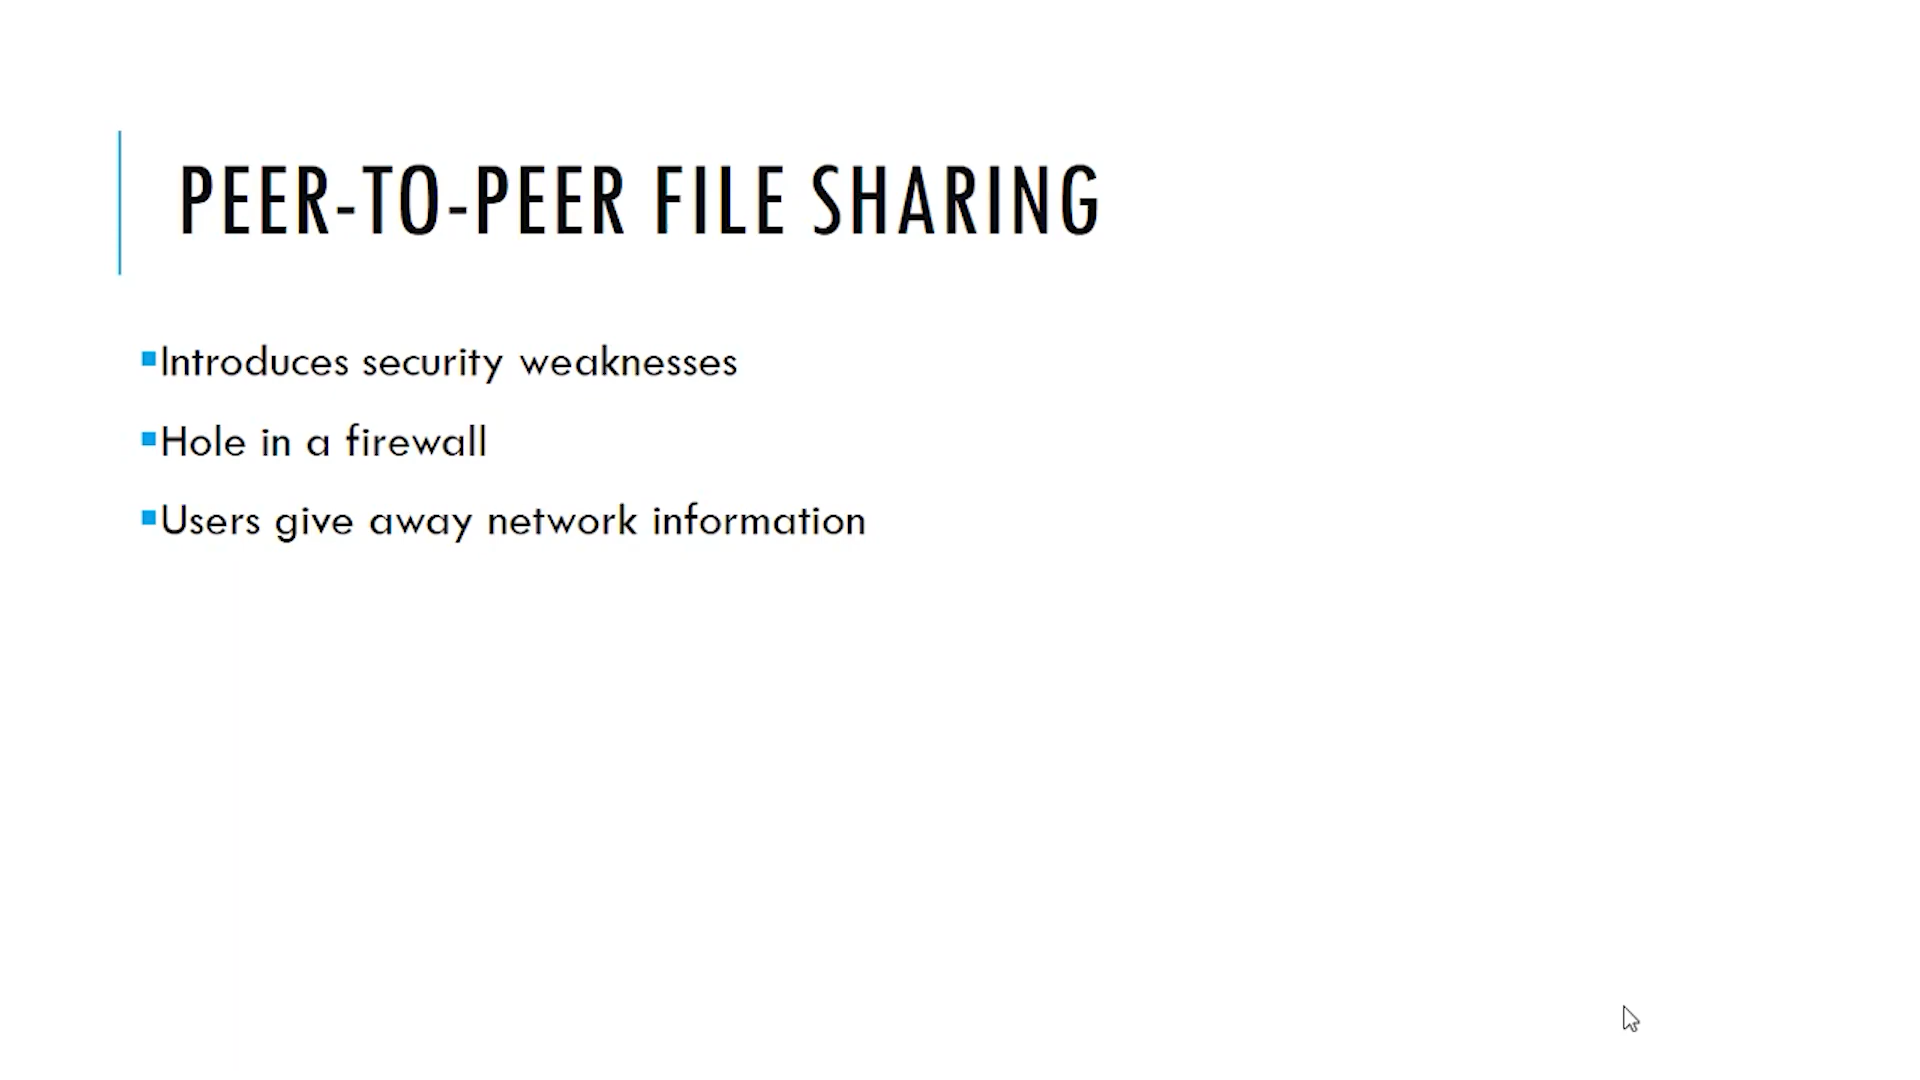 PEER-TO-PEER FILE SHARING
Introduces security weaknesses
Hole in a firewall
Users give away network information